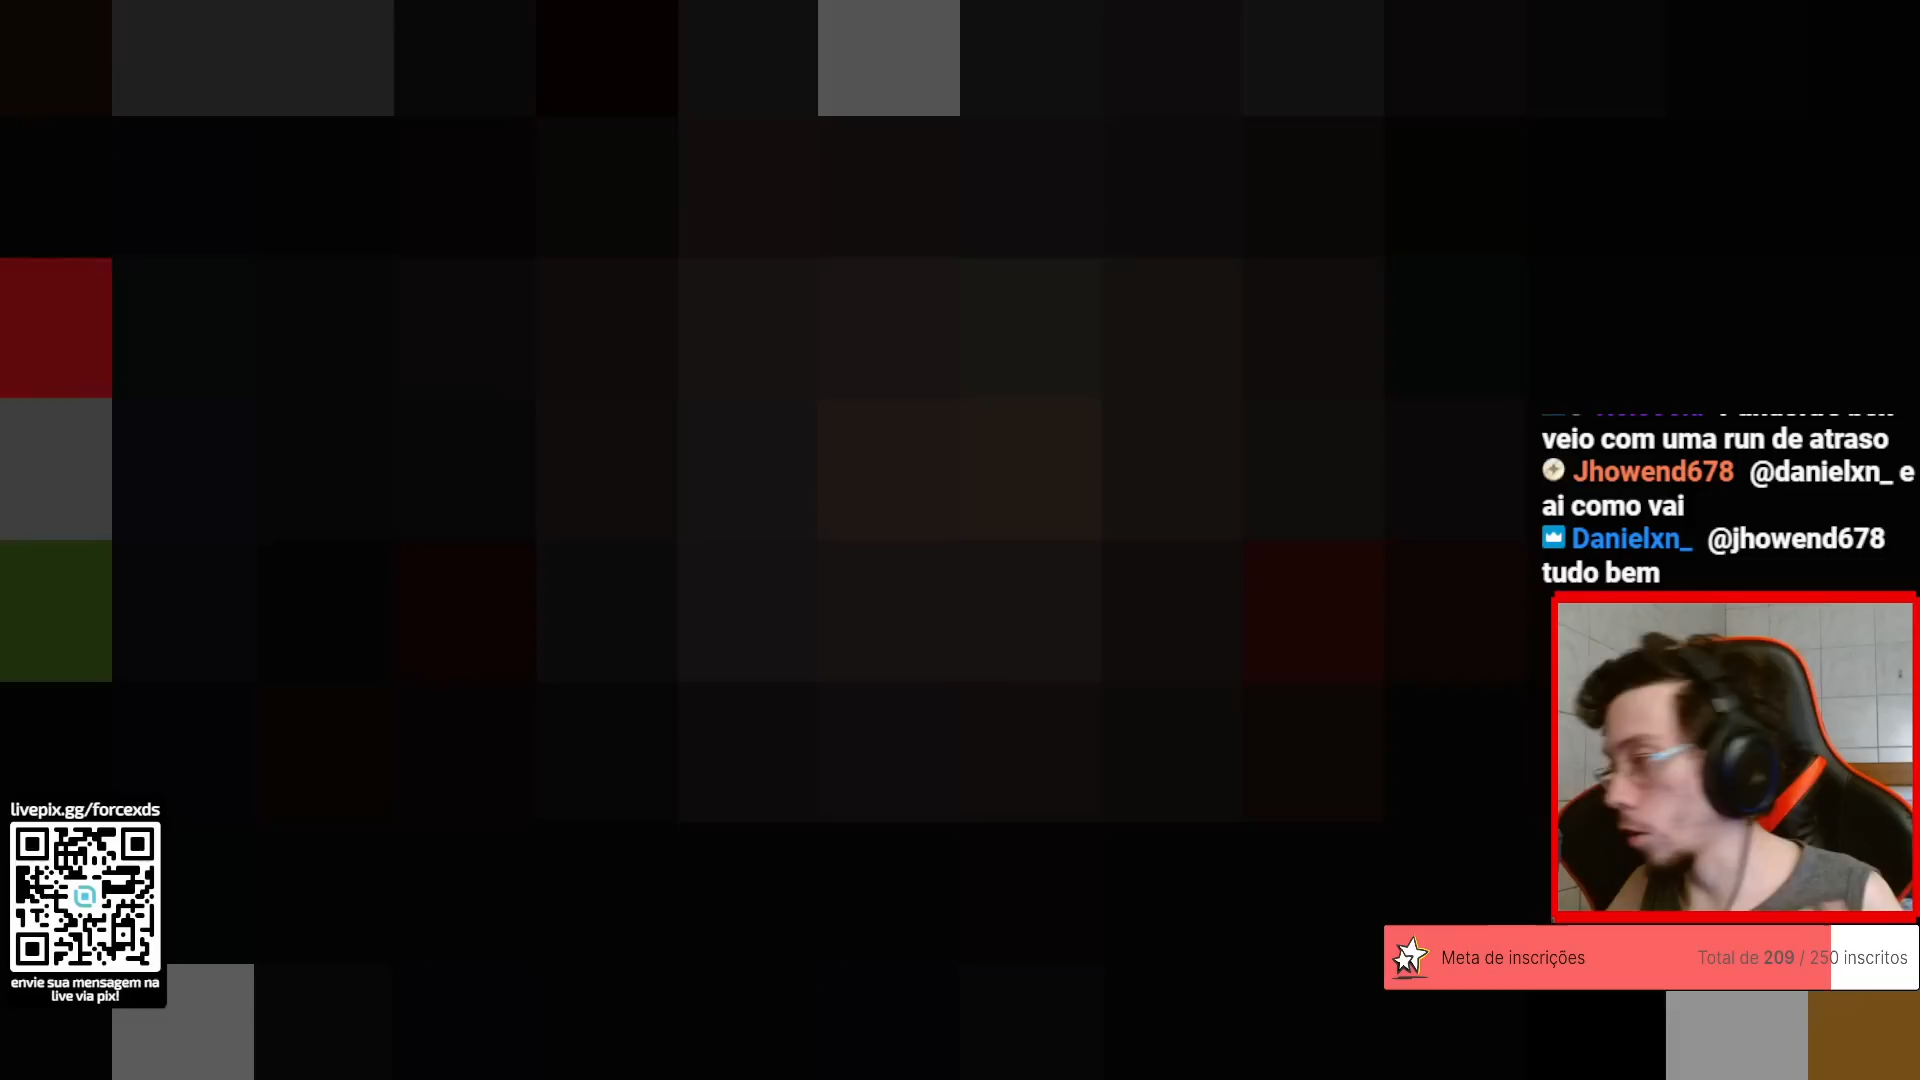 veio com uma run de atraso
Jhowend678 @danielxn_ e
ai como vai
Danielxn_ @jhowend678
tudo bem
livepix.gg/forcexds
envie sua mensagem na
live via pix!
Meta de inscrições
Total de 209 / 250 inscritos